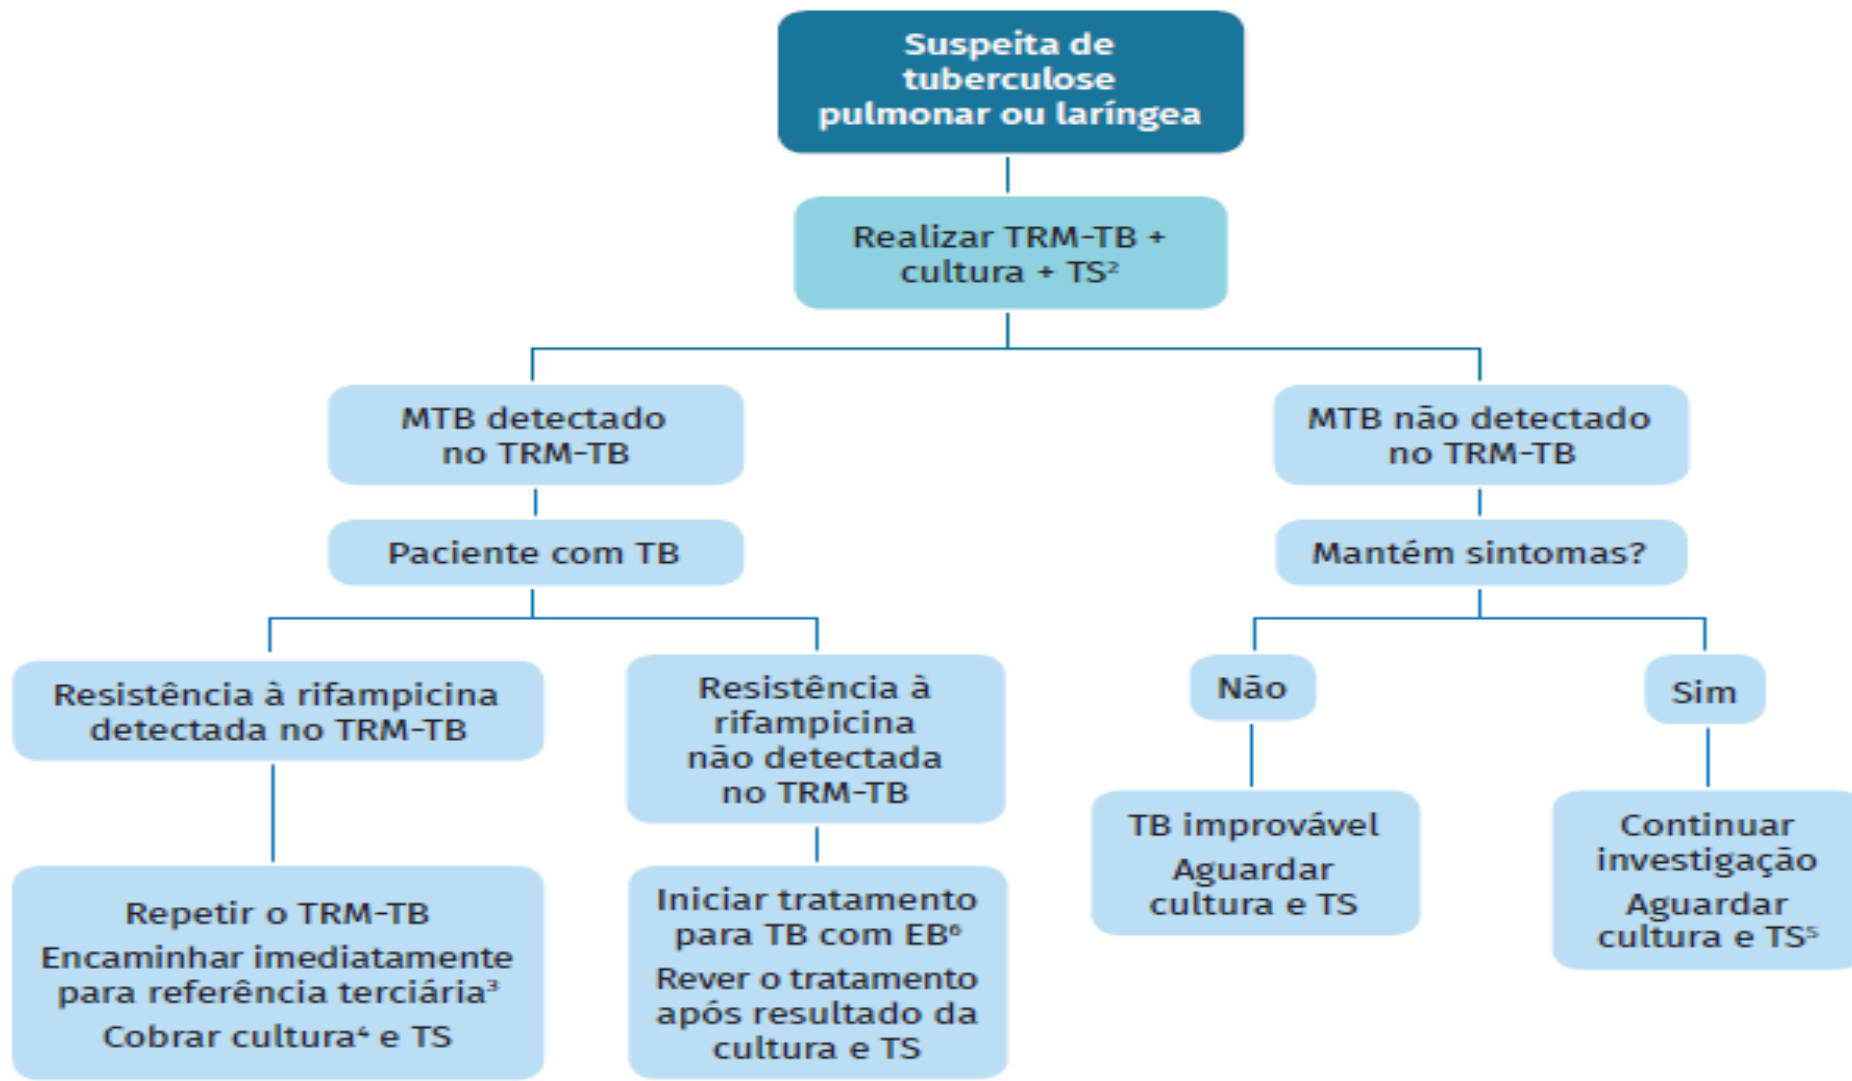 Suspeita de
tuberculose
pulmonar ou laríngea
Realizar TRM-TB +
cultura + TS²
MTB detectado
no TRM-TB
MTB não detectado
no TRM-TB
Paciente com TB
Mantém sintomas?
Resistência à rifampicina
detectada no TRM-TB
Resistência à
rifampicina
não detectada
no TRM-TB
Não
Sim
Repetir o TRM-TB
Encaminhar imediatamente
para referência terciária³
Cobrar cultura⁴ e TS
Iniciar tratamento
para TB com EB⁶
Rever o tratamento
após resultado da
cultura e TS
TB improvável
Aguardar
cultura e TS
Continuar
investigação
Aguardar
cultura e TS⁵